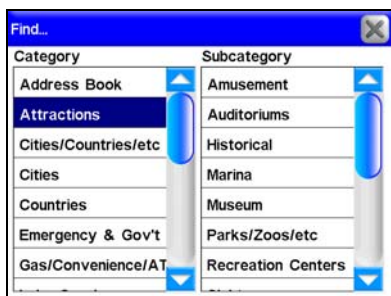 Find...
Category
Subcategory
Address Book
Amusement
Attractions
Auditoriums
Cities/Countries/etc
Historical
Cities
Marina
Countries
Museum
Emergency & Gov't
Parks/Zoos/etc
Gas/Convenience/AT
Recreation Centers